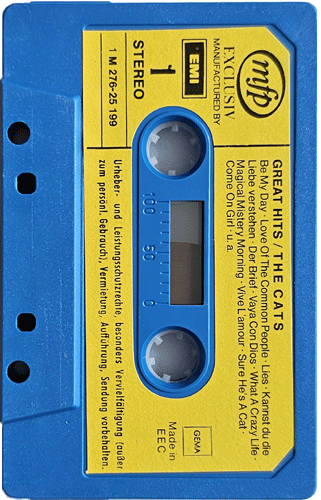 mfp
EXCLUSIV
MANUFACTURED BY
EMI
1
STEREO
1 M 276-25 199
GREAT HITS / THE CATS
Be My Day · Love Of The Common People · Lies · Kannst du die
Liebe verstehen · Der Brief · Vaya Con Dios · What A Crazy Life ·
Magical Mistery Morning · Vive L'amour · Sure He's A Cat ·
Come On Girl · u.a.
100 50 0
GEMA
Made in
EEC
Urheber- und Leistungsschutzrechte, besonders Vervielfältigung (außer
zum persönl. Gebrauch), Vermietung, Aufführung, Sendung vorbehalten.